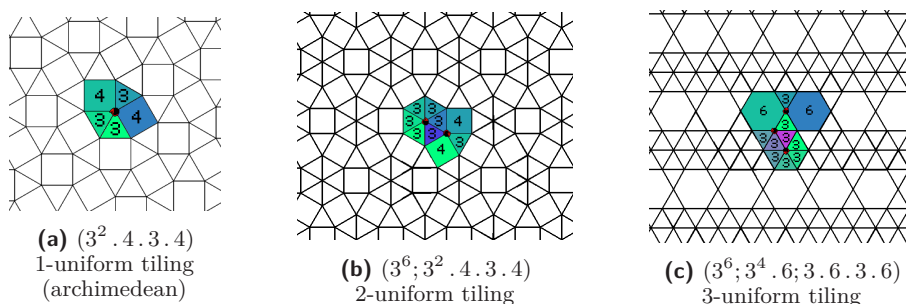 4 3 4 3 3
3 3 3 3 3 4 3 4
6 3 6 3 3 3 3 3 3 3
(a) (3² . 4 . 3 . 4)
1-uniform tiling
(archimedean)
(b) (3⁶; 3² . 4 . 3 . 4)
2-uniform tiling
(c) (3⁶; 3⁴ . 6; 3 . 6 . 3 . 6)
3-uniform tiling